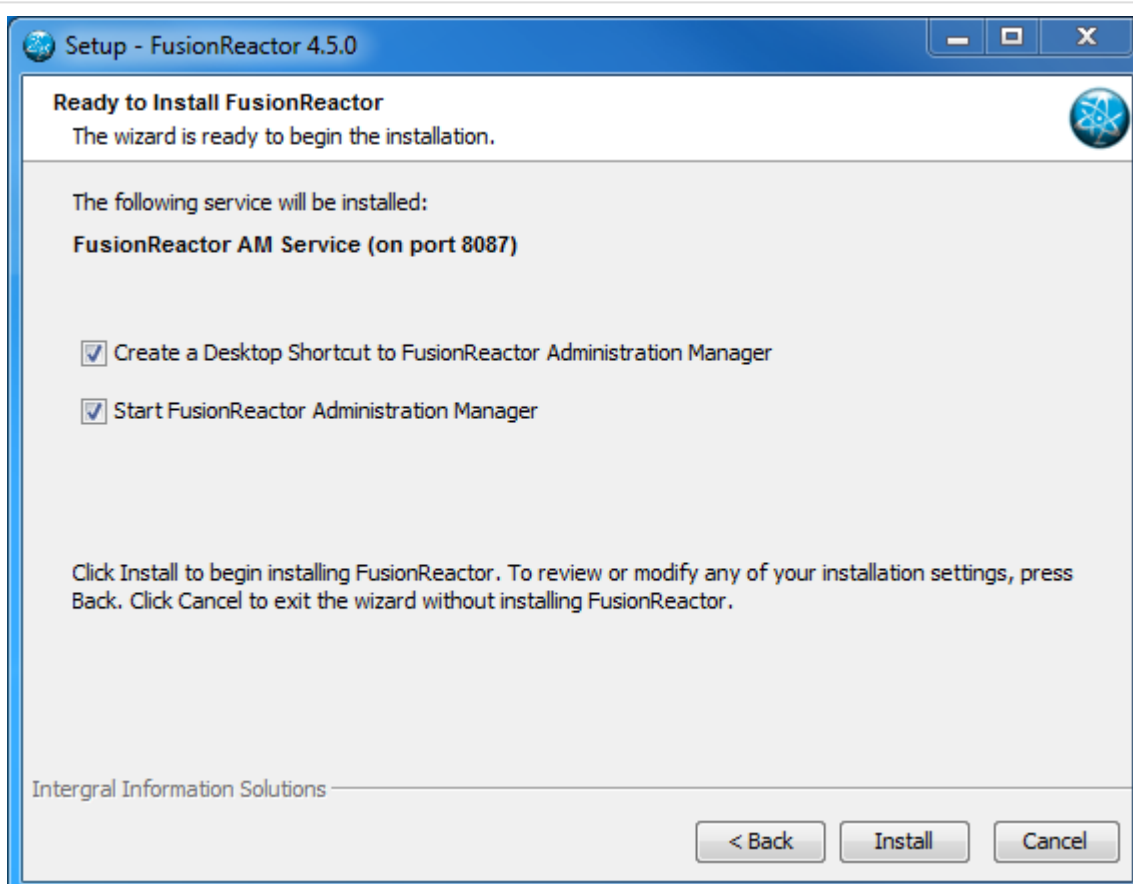 Setup - FusionReactor 4.5.0
Ready to Install FusionReactor
The wizard is ready to begin the installation.
The following service will be installed:
FusionReactor AM Service (on port 8087)
Create a Desktop Shortcut to FusionReactor Administration Manager
Start FusionReactor Administration Manager
Click Install to begin installing FusionReactor. To review or modify any of your installation settings, press
Back. Click Cancel to exit the wizard without installing FusionReactor.
Intergral Information Solutions
< Back Install Cancel